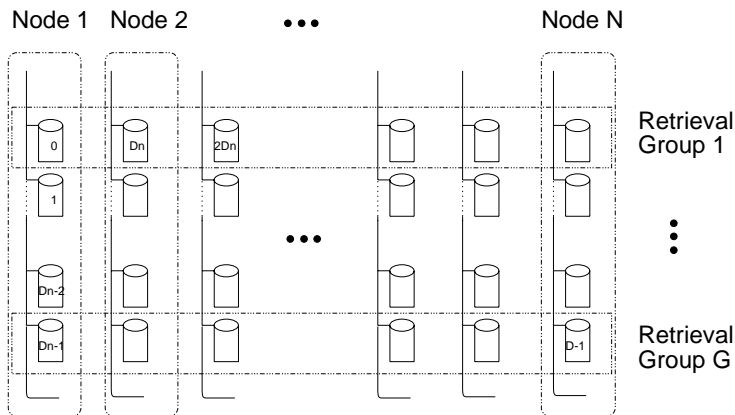 Node 1 Node 2 ••• Node N
0 Dn 2Dn Retrieval
Group 1
1
••• 
Dn-2
Dn-1 D-1 Retrieval
Group G